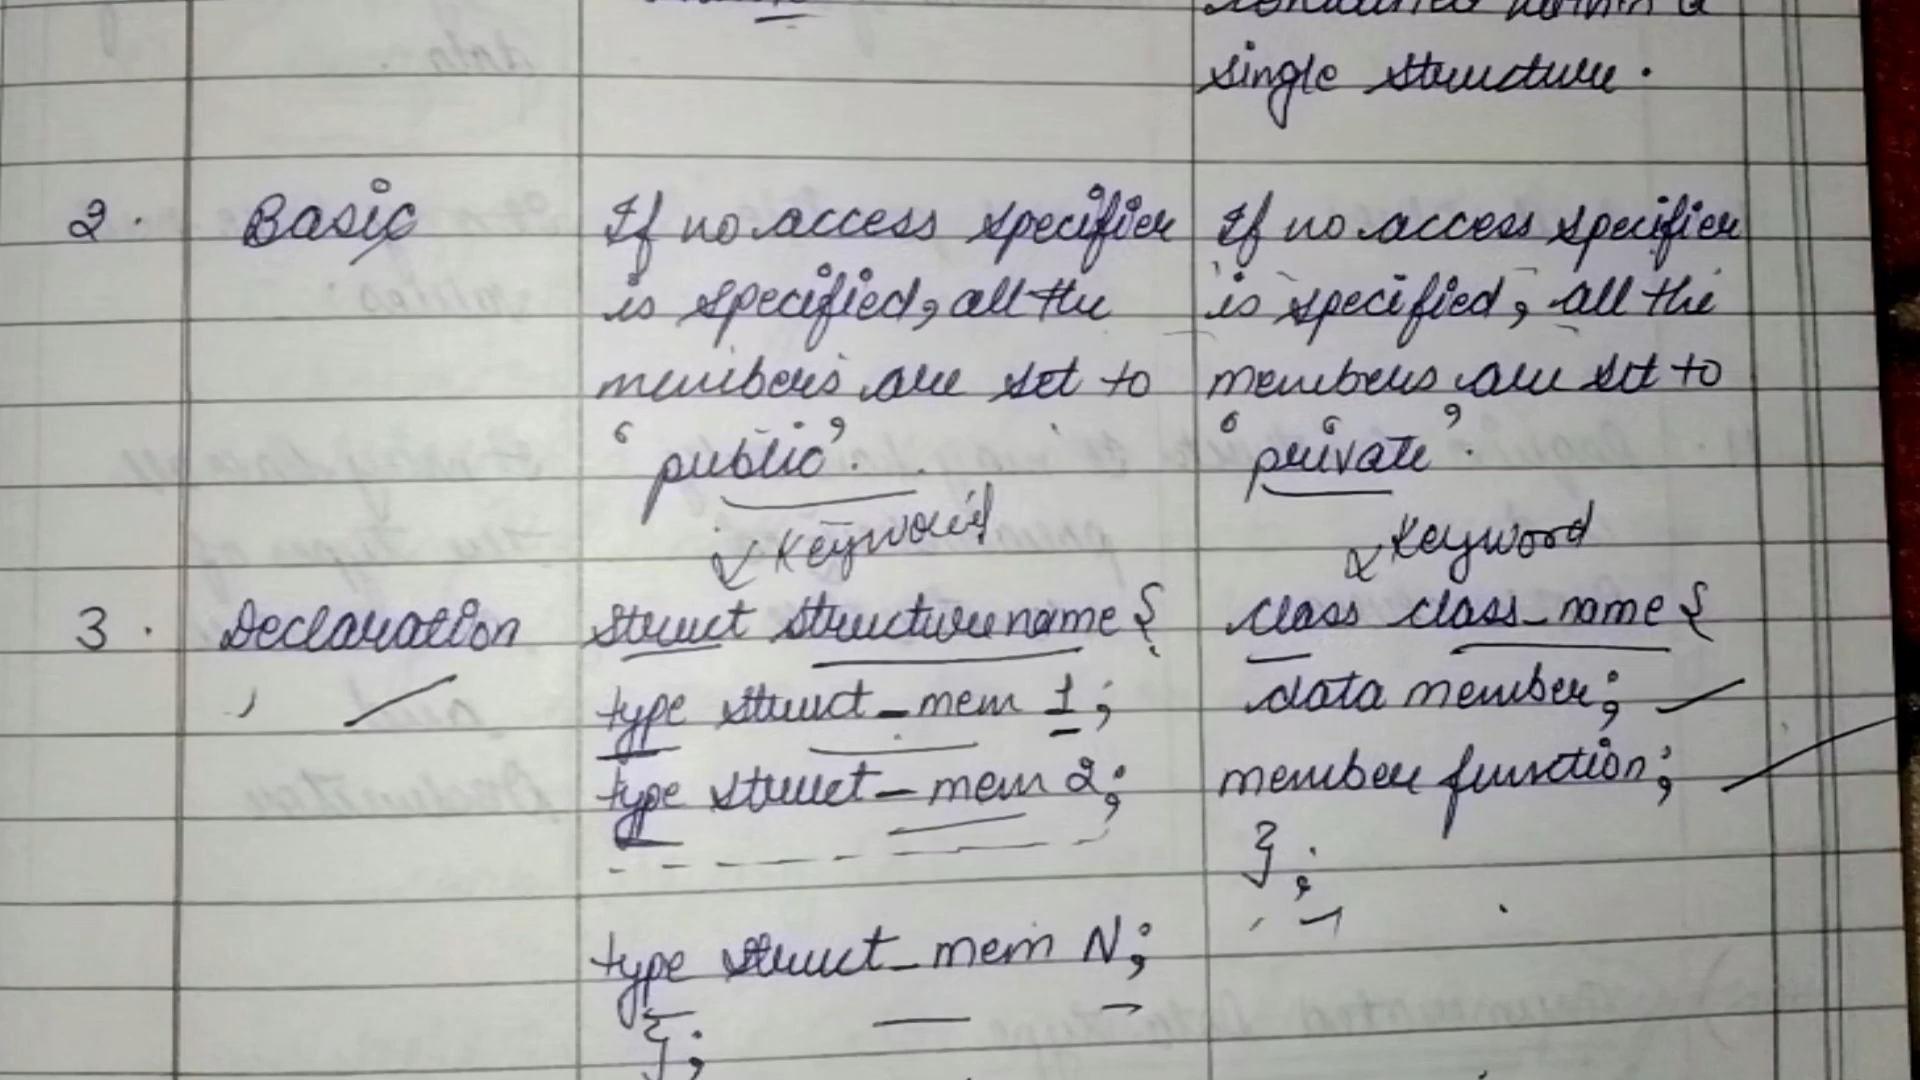 contained within a
single structure.
2. Basic
If no access specifier
is specified, all the
members are set to
'public'.
Keyword
If no access specifier
is specified, all the
members are set to
'private'.
Keyword
3. Declaration
struct structurename {
type struct_mem 1;
type struct_mem 2;
type struct_mem N;
};
class class_name {
data member;
member function;
};